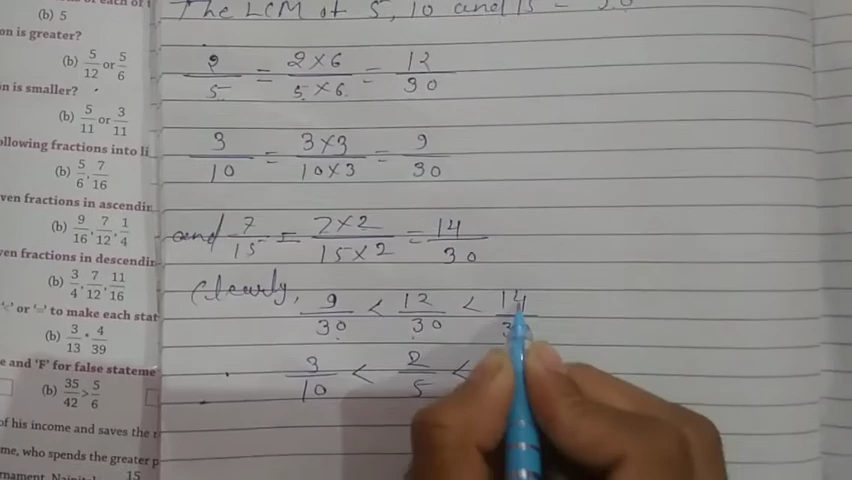 The LCM of 5, 10 and 15 = 30
2/5 = 2×6/5×6 = 12/30
3/10 = 3×3/10×3 = 9/30
and 7/15 = 7×2/15×2 = 14/30
Clearly, 9/30 < 12/30 < 14/30
3/10 < 2/5 <
(b) 5
on is greater?
(b) 5/12 or 5/6
on is smaller?
(b) 5/11 or 3/11
ollowing fractions into li
(b) 5/6, 7/16
ven fractions in ascendin
(b) 9/16, 7/12, 1/4
ven fractions in descendin
(b) 3/4, 7/12, 11/16
or '=' to make each stat
(b) 3/13 * 4/39
e and 'F' for false stateme
(b) 35/42 > 5/6
of his income and saves the
me, who spends the greater p
15